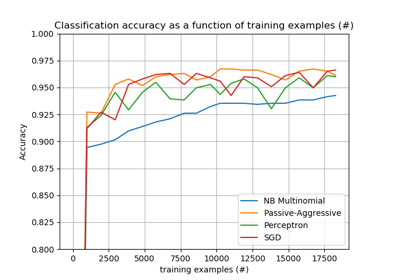 Classification accuracy as a function of training examples (#)
1.000
0.975
0.950
0.925
0.900
0.875
0.850
0.825
0.800
Accuracy
NB Multinomial
Passive-Aggressive
Perceptron
SGD
0 2500 5000 7500 10000 12500 15000 17500
training examples (#)